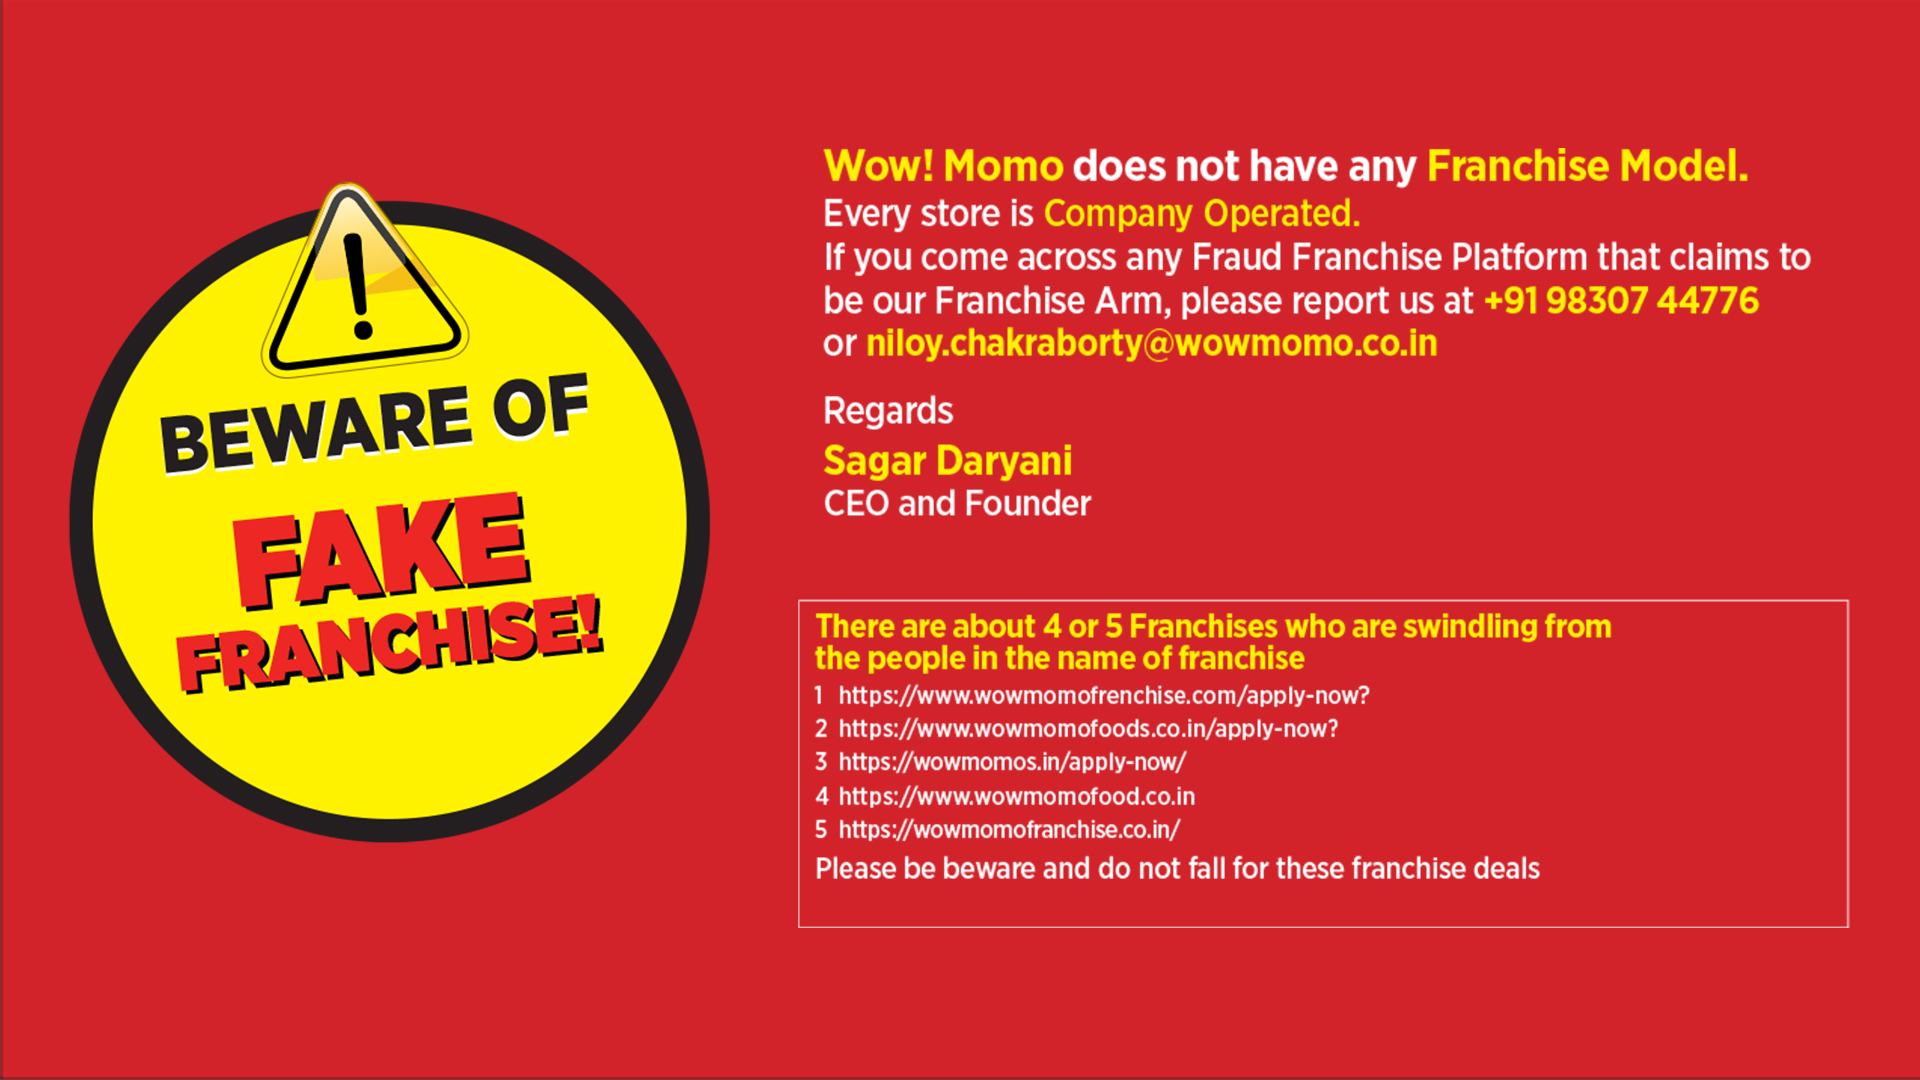 BEWARE OF
FAKE
FRANCHISE!
Wow! Momo does not have any Franchise Model.
Every store is Company Operated.
If you come across any Fraud Franchise Platform that claims to
be our Franchise Arm, please report us at +91 98307 44776
or niloy.chakraborty@wowmomo.co.in
Regards
Sagar Daryani
CEO and Founder
There are about 4 or 5 Franchises who are swindling from
the people in the name of franchise
1 https://www.wowmomofrenchise.com/apply-now?
2 https://www.wowmomofoods.co.in/apply-now?
3 https://wowmomos.in/apply-now/
4 https://www.wowmomofood.co.in
5 https://wowmomofranchise.co.in/
Please be beware and do not fall for these franchise deals